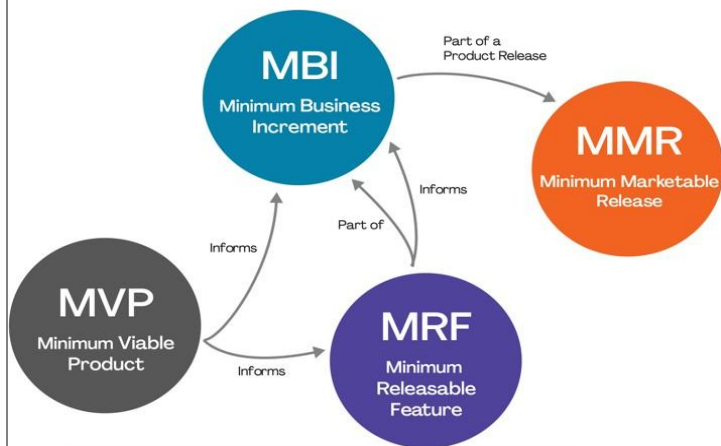 MBI
Minimum Business
Increment
Part of a
Product Release
MMR
Minimum Marketable
Release
Informs
Part of
Informs
MVP
Minimum Viable
Product
Informs
MRF
Minimum
Releasable
Feature